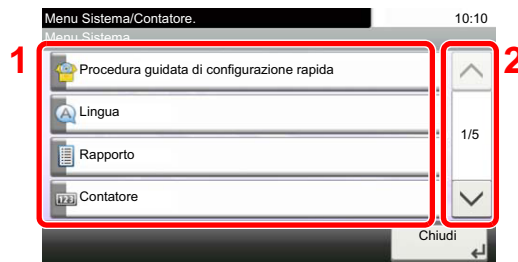 Menu Sistema/Contatore. 10:10
Menu Sistema
1
2
Procedura guidata di configurazione rapida
Lingua
1/5
Rapporto
123 Contatore
Chiudi